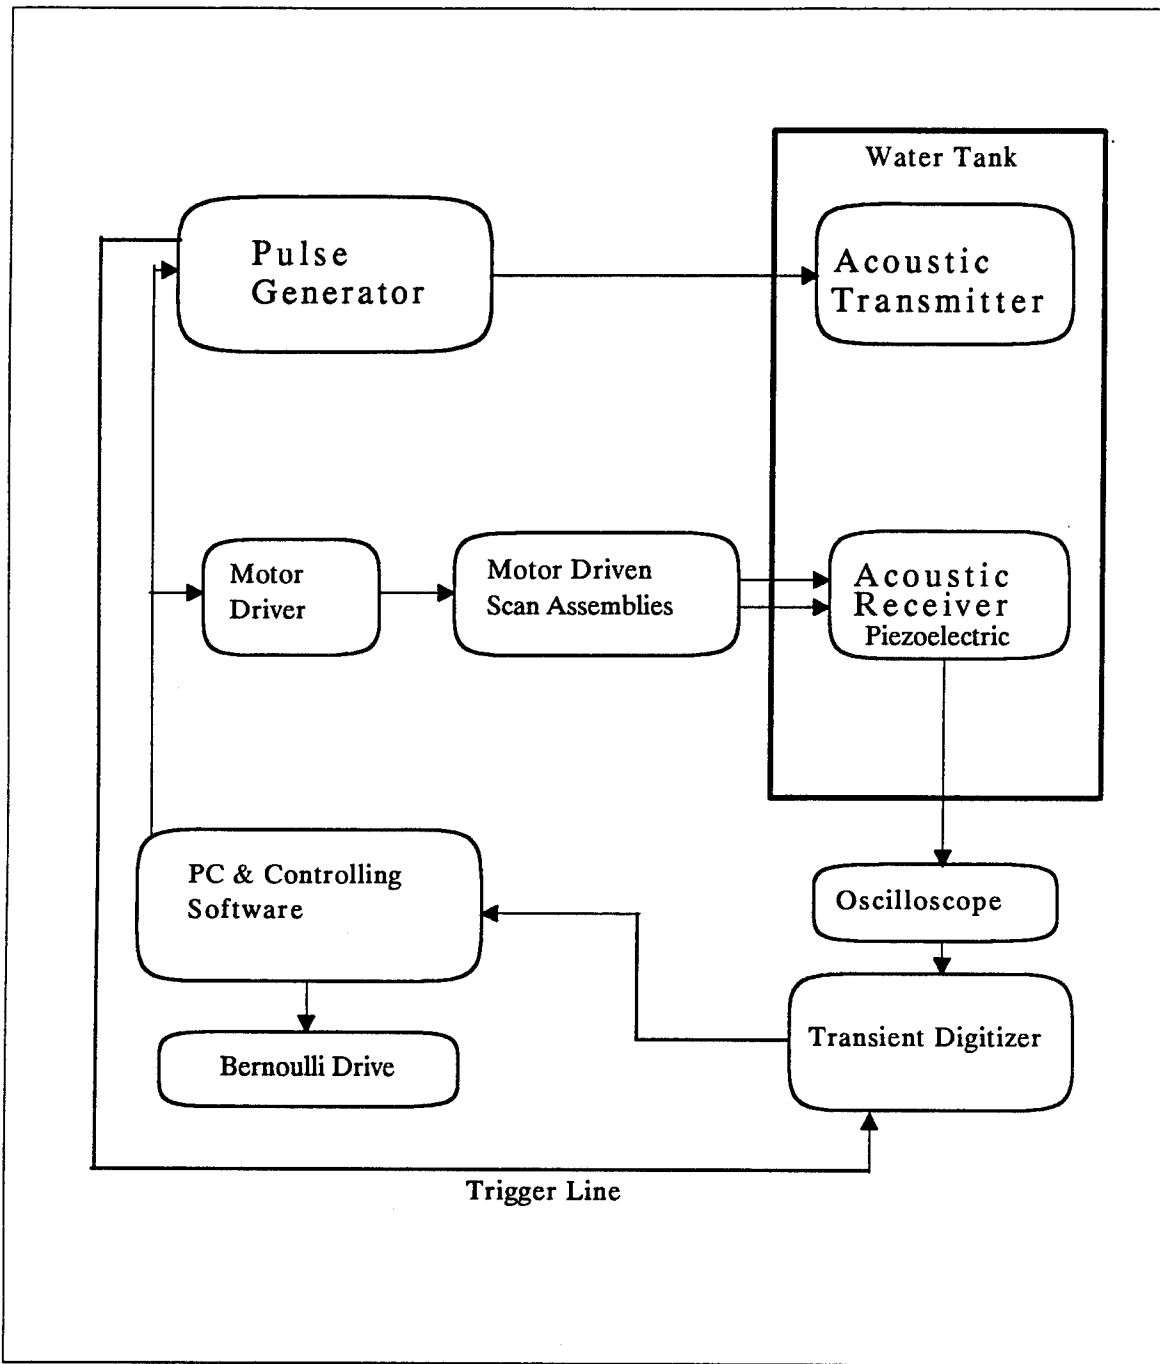 Water Tank
Pulse
Generator
Acoustic
Transmitter
Motor
Driver
Motor Driven
Scan Assemblies
Acoustic
Receiver
Piezoelectric
PC & Controlling
Software
Oscilloscope
Transient Digitizer
Bernoulli Drive
Trigger Line